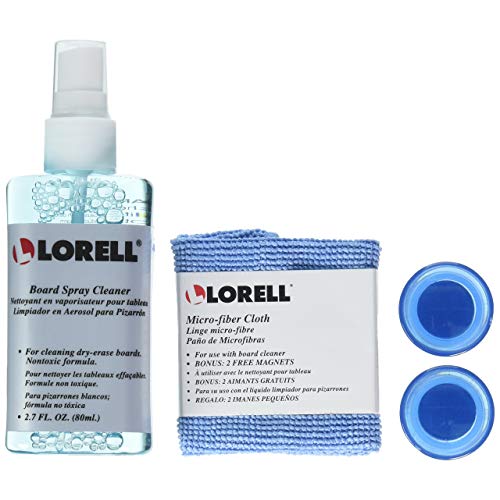 LORELL®
Board Spray Cleaner
Nettoyant en vaporisateur pour tableau
Limpiador en Aerosol para Pizarrón
• For cleaning dry-erase boards.
Nontoxic formula.
Pour nettoyer les tableaux effaçables.
Formule non toxique.
Para pizarrones blancos;
fórmula no tóxica
• 2.7 FL. OZ. (80ml.)
LORELL®
Micro-fiber Cloth
Linge micro-fibre
Paño de Microfibras
• For use with board cleaner
• BONUS: 2 FREE MAGNETS
• À utiliser avec le nettoyant pour tableau
• BONUS: 2 AIMANTS GRATUITS
• Para su uso con el líquido limpiador para pizarrones
• REGALO: 2 IMANES PEQUEÑOS